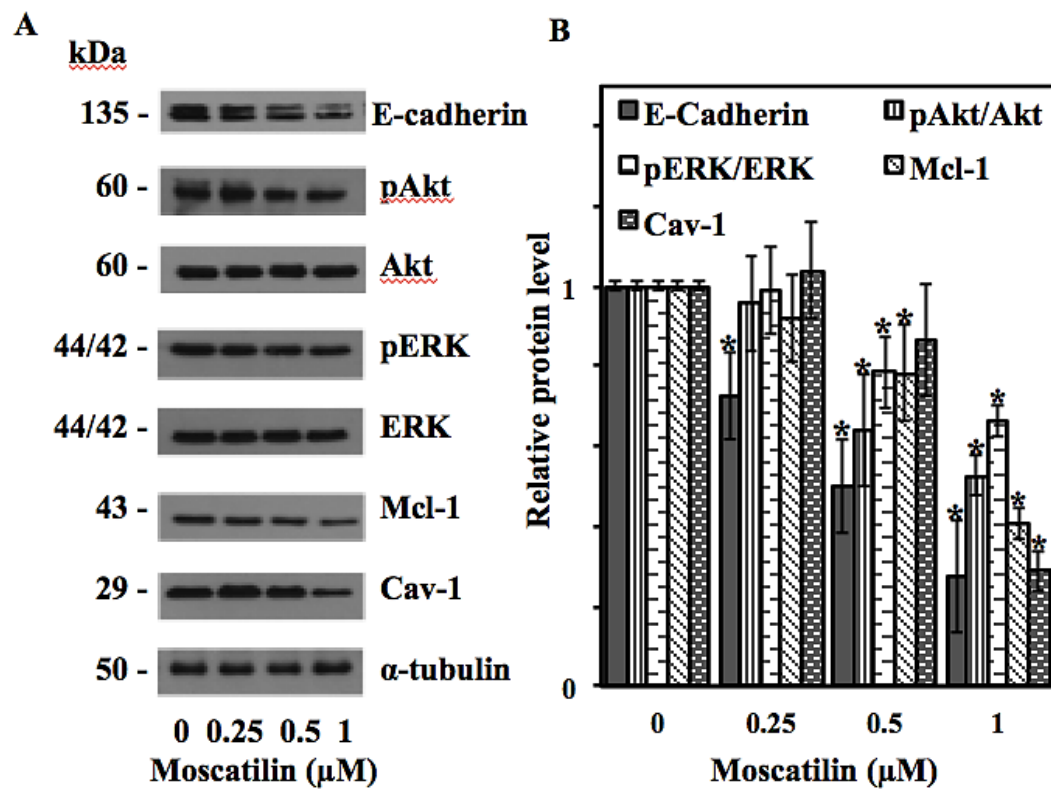 A
kDa
135 - E-cadherin
60 - pAkt
60 - Akt
44/42 - pERK
44/42 - ERK
43 - Mcl-1
29 - Cav-1
50 - α-tubulin
0 0.25 0.5 1
Moscatilin (μM)
B
E-Cadherin pAkt/Akt
pERK/ERK Mcl-1
Cav-1
Relative protein level
1
0
* * * * * * * * * *
0 0.25 0.5 1
Moscatilin (μM)